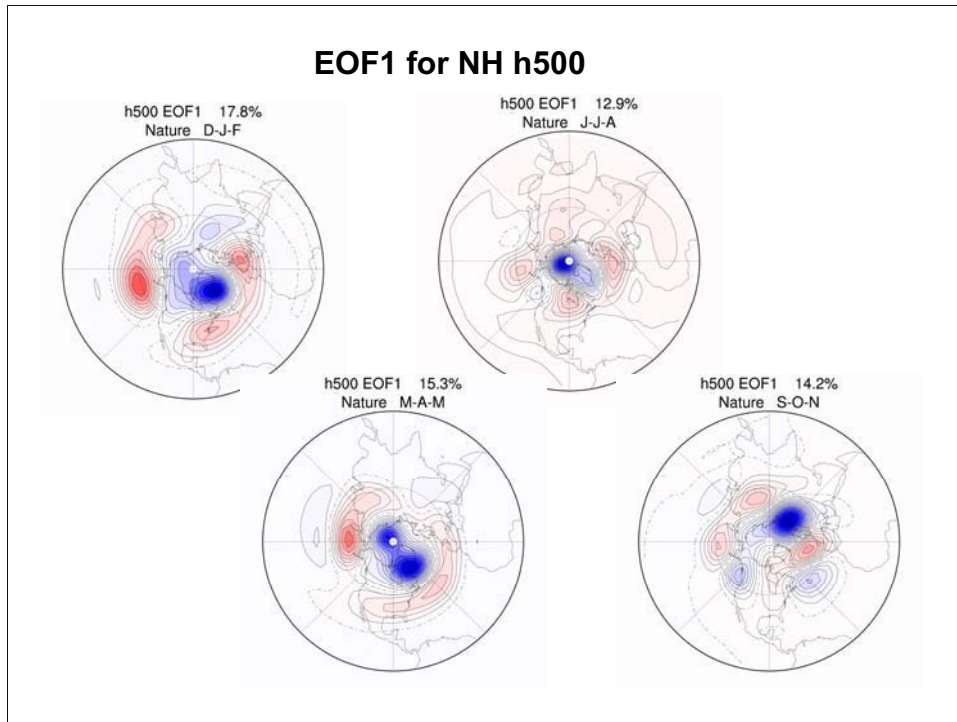 EOF1 for NH h500
h500 EOF1 17.8%
Nature D-J-F
h500 EOF1 12.9%
Nature J-J-A
h500 EOF1 15.3%
Nature M-A-M
h500 EOF1 14.2%
Nature S-O-N